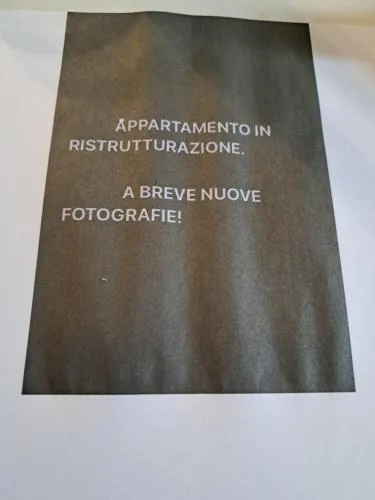 APPARTAMENTO IN
RISTRUTTURAZIONE.
A BREVE NUOVE
FOTOGRAFIE!